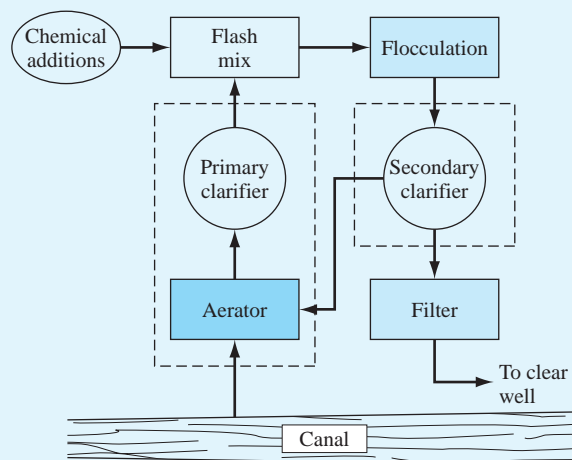 Chemical
additions
Flash
mix
Flocculation
Primary
clarifier
Secondary
clarifier
Aerator
Filter
To clear
well
Canal